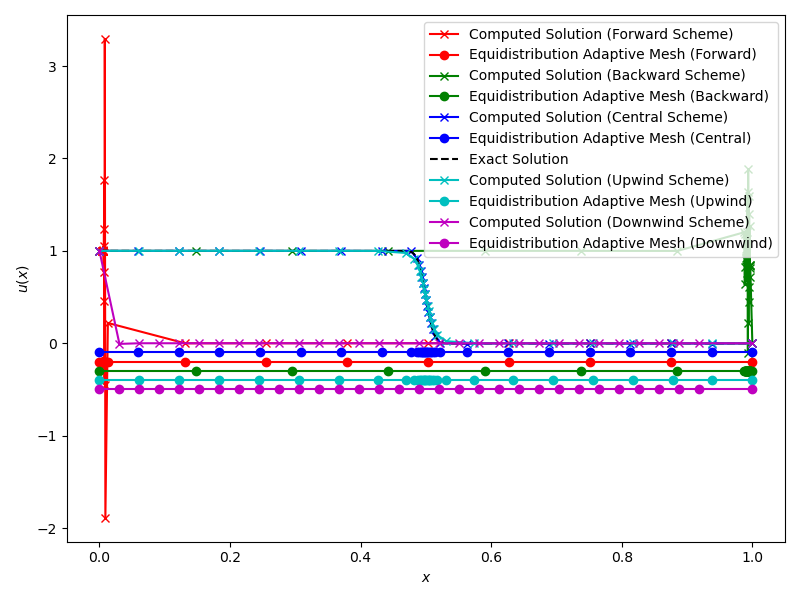 Computed Solution (Forward Scheme)
Equidistribution Adaptive Mesh (Forward)
Computed Solution (Backward Scheme)
Equidistribution Adaptive Mesh (Backward)
Computed Solution (Central Scheme)
Equidistribution Adaptive Mesh (Central)
Exact Solution
Computed Solution (Upwind Scheme)
Equidistribution Adaptive Mesh (Upwind)
Computed Solution (Downwind Scheme)
Equidistribution Adaptive Mesh (Downwind)
3
2
1
0
−1
−2
u(x)
0.0 0.2 0.4 0.6 0.8 1.0
x